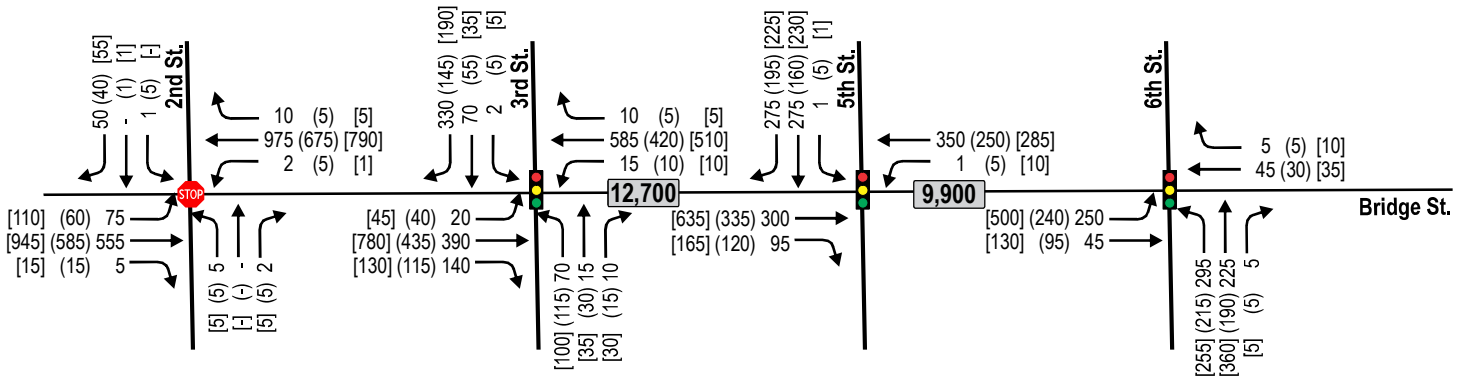 50 (40) [55]
- (1) [1]
1 (5) [-]
2nd St.
10 (5) [5]
975 (675) [790]
2 (5) [1]
[110] (60) 75
[945] (585) 555
[15] (15) 5
STOP
[5] (5) 5
[-] (-) -
[5] (5) 2
330 (145) [190]
70 (55) [35]
2 (5) [5]
3rd St.
10 (5) [5]
585 (420) [510]
15 (10) [10]
12,700
[45] (40) 20
[780] (435) 390
[130] (115) 140
[100] (115) 70
[35] (30) 15
[30] (15) 10
275 (195) [225]
275 (160) [230]
1 (5) [1]
5th St.
350 (250) [285]
1 (5) [10]
9,900
[635] (335) 300
[165] (120) 95
6th St.
5 (5) [10]
45 (30) [35]
[500] (240) 250
[130] (95) 45
[255] (215) 295
[360] (190) 225
[5] (5) 5
Bridge St.